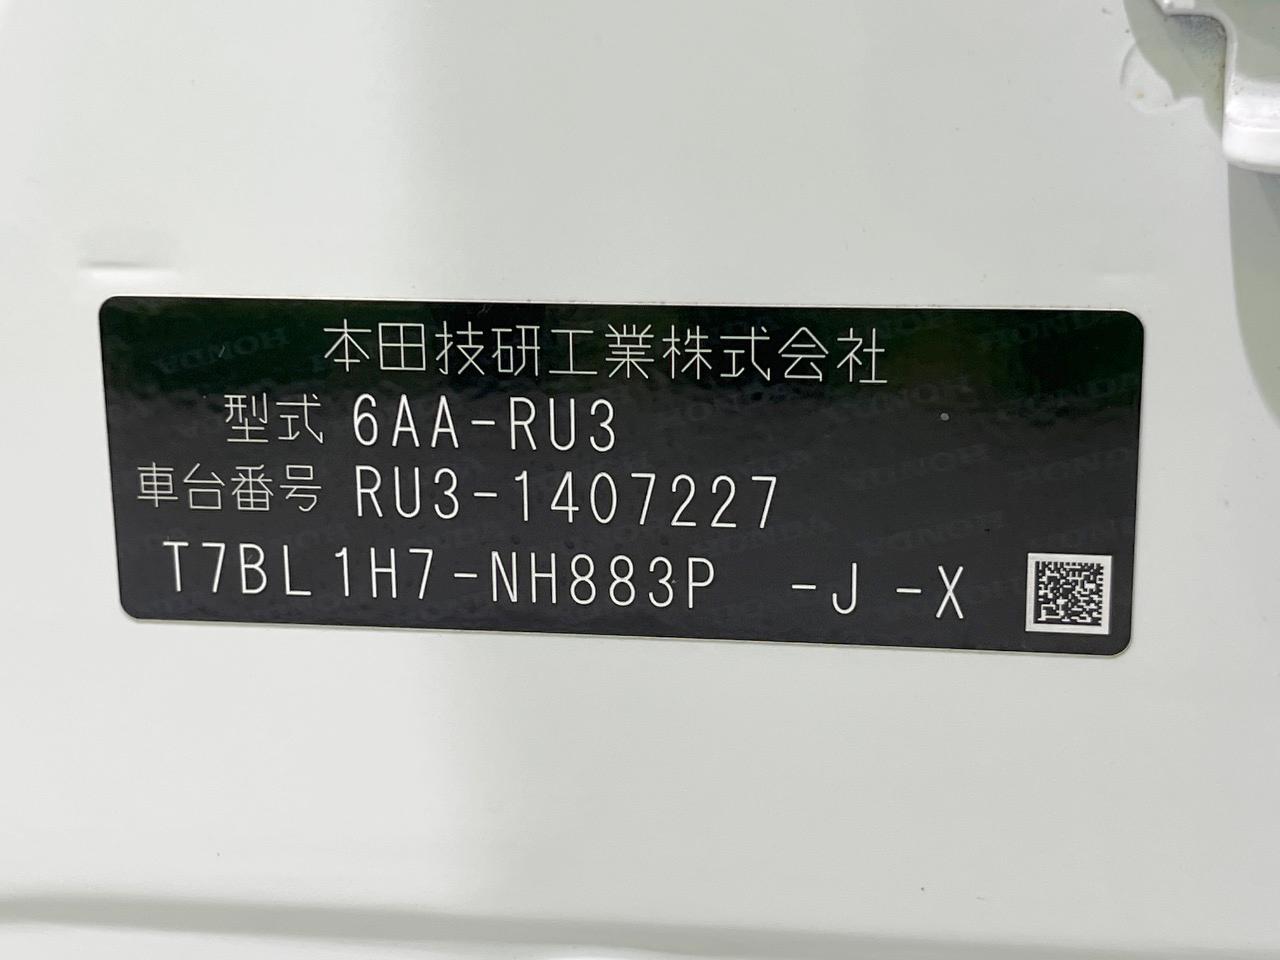 本田技研工業株式会社
型式 6AA-RU3
車台番号 RU3-1407227
T7BL1H7-NH883P -J-X